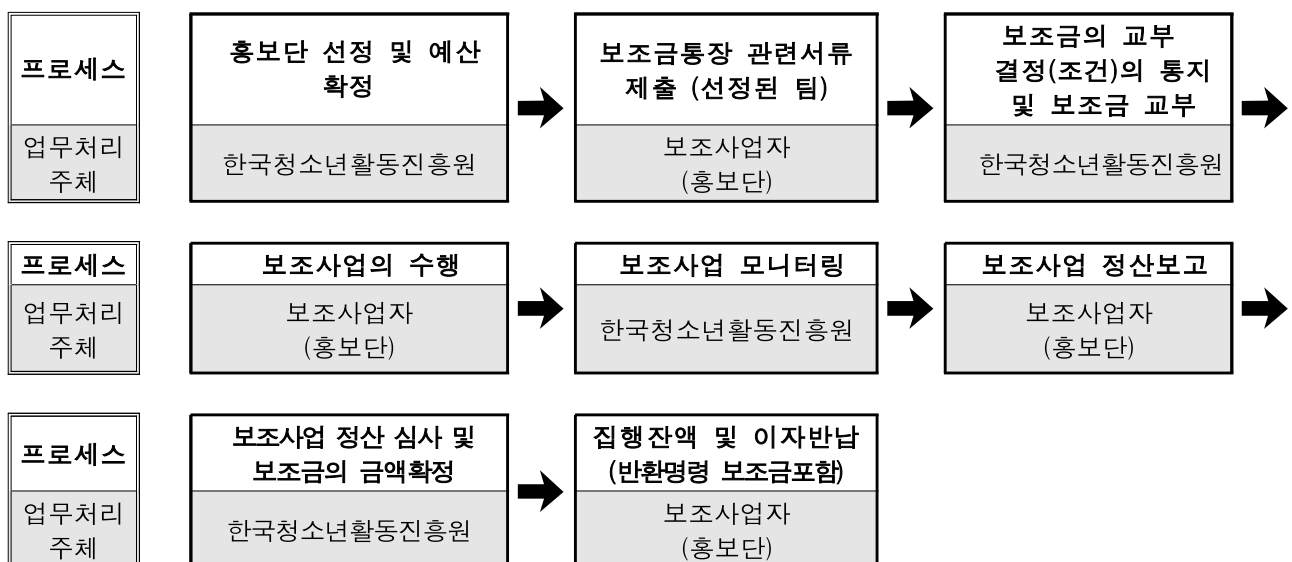 프로세스
홍보단 선정 및 예산
확정
보조금통장 관련서류
제출 (선정된 팀)
보조금의 교부
결정(조건)의 통지
및 보조금 교부
업무처리
주체
한국청소년활동진흥원
보조사업자
(홍보단)
한국청소년활동진흥원
프로세스
보조사업의 수행
보조사업 모니터링
보조사업 정산보고
업무처리
주체
보조사업자
(홍보단)
한국청소년활동진흥원
보조사업자
(홍보단)
프로세스
보조사업 정산 심사 및
보조금의 금액확정
집행잔액 및 이자반납
(반환명령 보조금포함)
업무처리
주체
한국청소년활동진흥원
보조사업자
(홍보단)